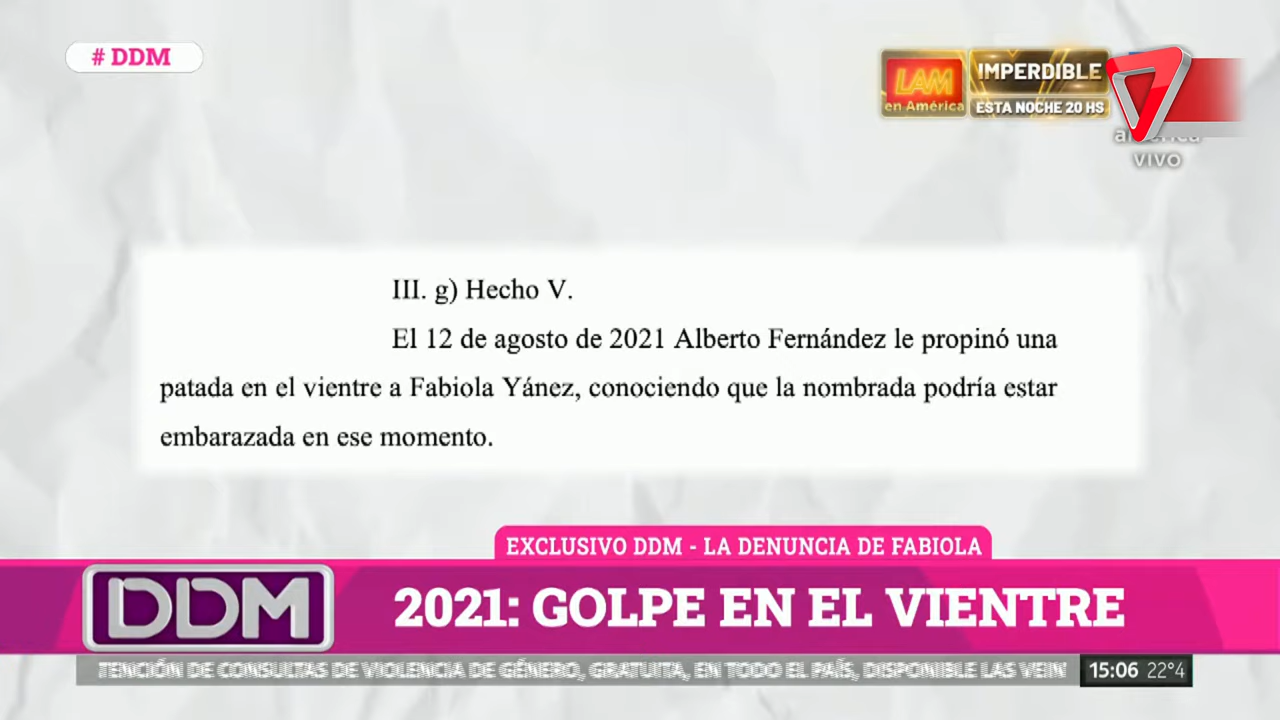 # DDM
LAM
en América
IMPERDIBLE
ESTA NOCHE 20 HS
VIVO
III. g) Hecho V.
El 12 de agosto de 2021 Alberto Fernández le propinó una
patada en el vientre a Fabiola Yánez, conociendo que la nombrada podría estar
embarazada en ese momento.
EXCLUSIVO DDM - LA DENUNCIA DE FABIOLA
DDM
2021: GOLPE EN EL VIENTRE
TENCIÓN DE CONSULTAS DE VIOLENCIA DE GÉNERO, GRATUITA, EN TODO EL PAÍS, DISPONIBLE LAS VEIN
15:06 22°4